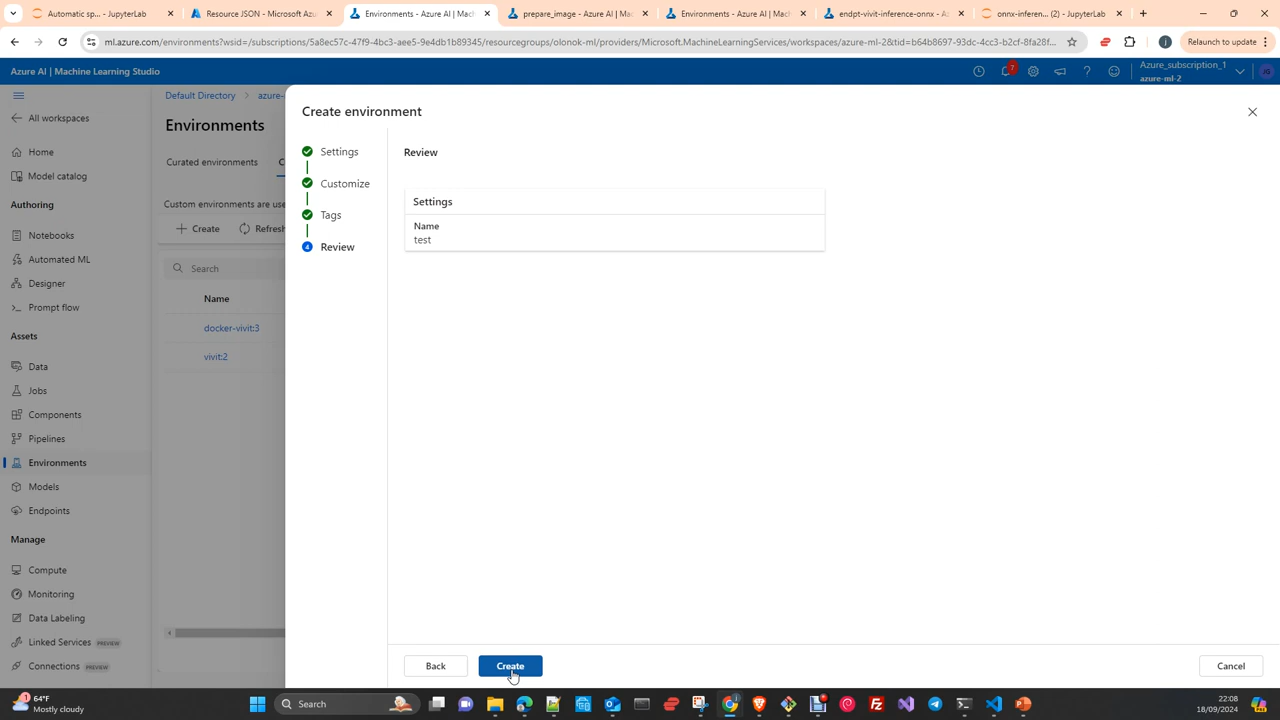 Automatic sp... - JupyterLab
Resource JSON - Microsoft Az
Environments - Azure AI | Mac
prepare_image - Azure AI | Ma
Environments - Azure AI | Mac
endpt-vivit-inference-onnx - Az
onnx-inferen... (2) - JupyterLab
ml.azure.com/environments?wsid=/subscriptions/5a8ec57c-47f9-4bc3-aee5-9e4db1b89345/resourcegroups/olonok-ml/providers/Microsoft.MachineLearningServices/workspaces/azure-ml-2&tid=b64b8697-93dc-4cc3-b2cf-8fa28f...
Relaunch to update
Azure AI | Machine Learning Studio
7
Azure_subscription_1
azure-ml-2
All workspaces
Home
Model catalog
Authoring
Notebooks
Automated ML
Designer
Prompt flow
Assets
Data
Jobs
Components
Pipelines
Environments
Models
Endpoints
Manage
Compute
Monitoring
Data Labeling
Linked Services PREVIEW
Connections PREVIEW
Default Directory
azure-
Environments
Curated environments
C
Custom environments are use
Create
Refresh
Search
Name
docker-vivit:3
vivit:2
Create environment
Settings
Customize
Tags
4
Review
Review
Settings
Name
test
Back
Create
Cancel
64°F
Mostly cloudy
Search
22:08
18/09/2024